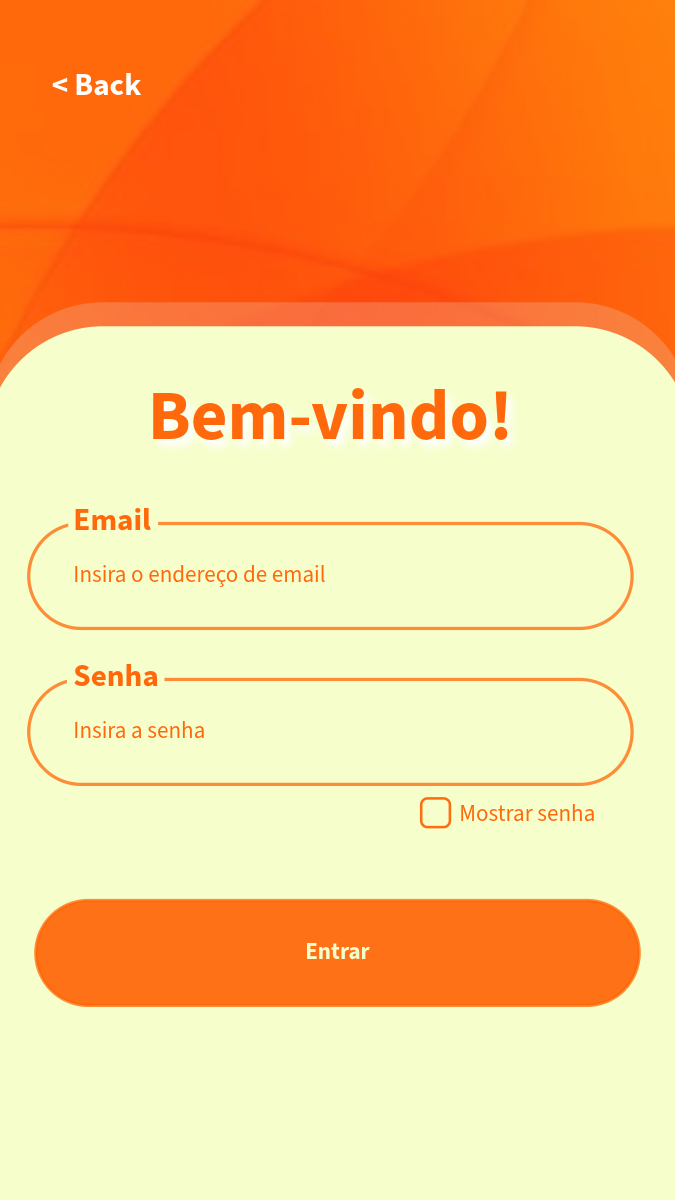 < Back
Bem-vindo!
Email
Insira o endereço de email
Senha
Insira a senha
Mostrar senha
Entrar